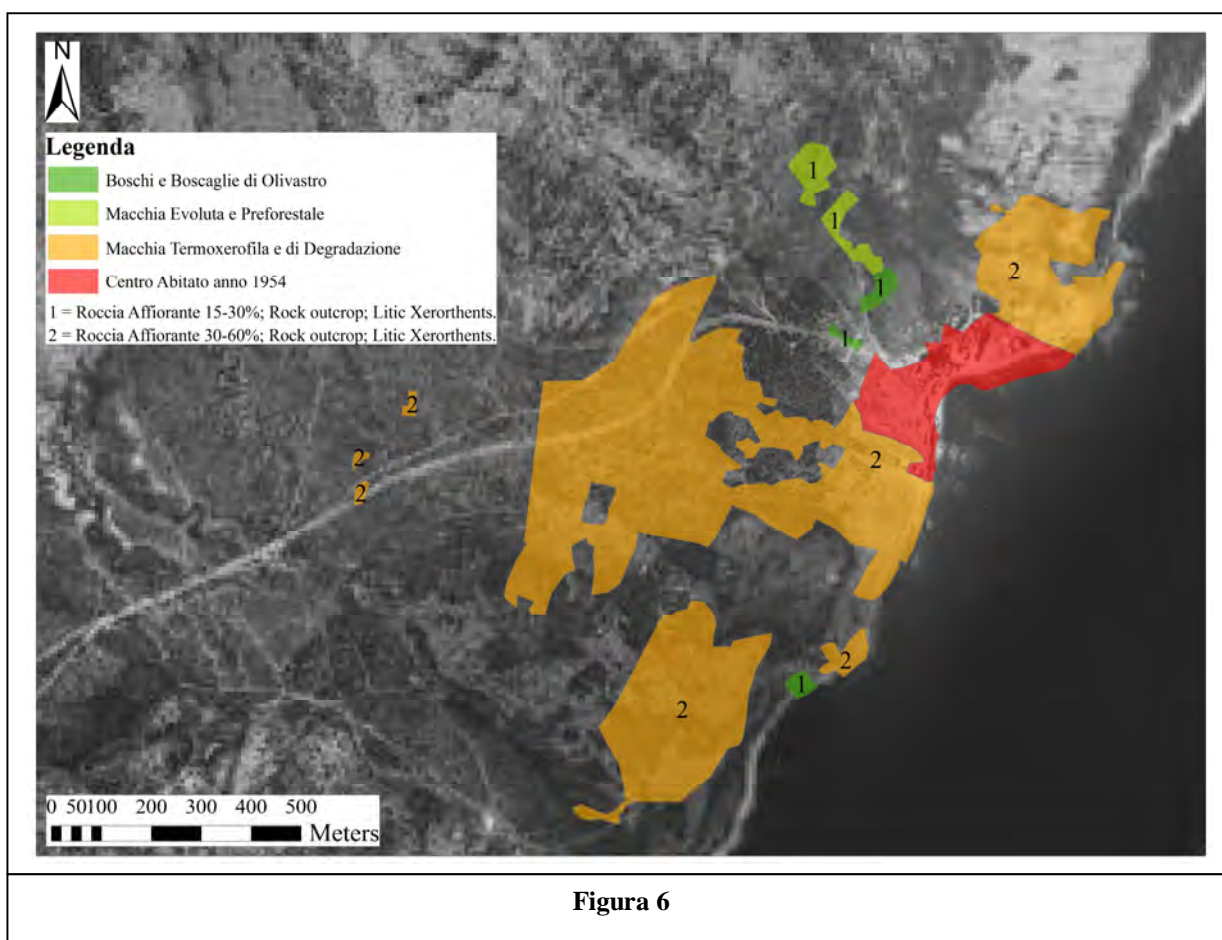 N
Legenda
Boschi e Boscaglie di Olivastro
Macchia Evoluta e Preforestale
Macchia Termoxerofila e di Degradazione
Centro Abitato anno 1954
1 = Roccia Affiorante 15-30%; Rock outcrop; Litic Xerorthents.
2 = Roccia Affiorante 30-60%; Rock outcrop; Litic Xerorthents.
1
1
2
1
1
2
2
2
2
2
1
2
0 50100 200 300 400 500
Meters
Figura 6